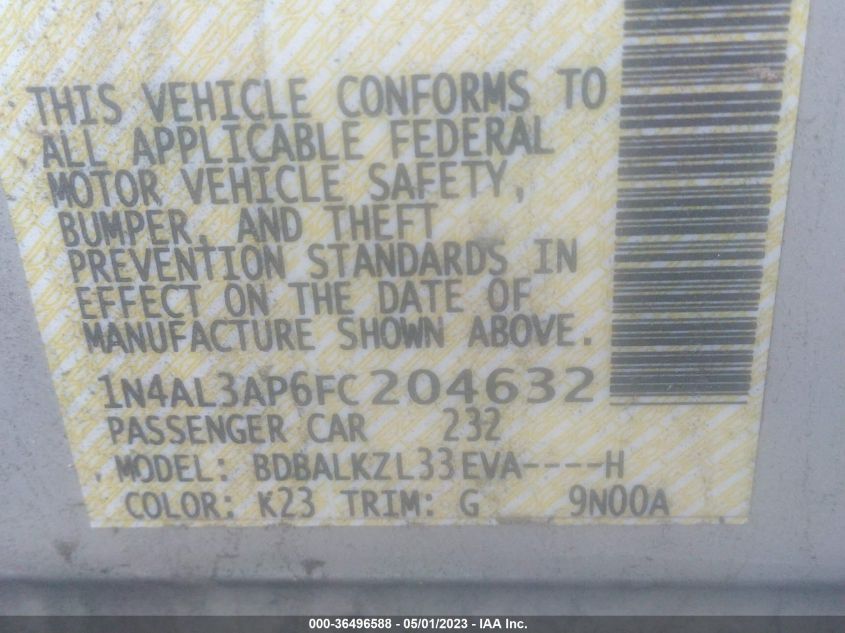 THIS VEHICLE CONFORMS TO
ALL APPLICABLE FEDERAL
MOTOR VEHICLE SAFETY,
BUMPER, AND THEFT
PREVENTION STANDARDS IN
EFFECT ON THE DATE OF
MANUFACTURE SHOWN ABOVE.
1N4AL3AP6FC204632
PASSENGER CAR 232
MODEL: BDBALKZL33EVA----H
COLOR: K23 TRIM: G 9N00A
000-36496588 - 05/01/2023 - IAA Inc.